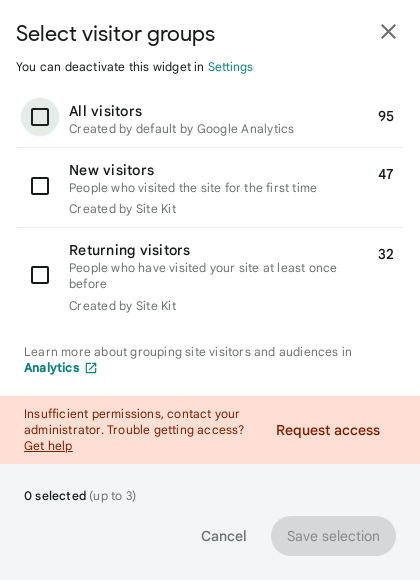 Select visitor groups
You can deactivate this widget in Settings
All visitors
95
Created by default by Google Analytics
New visitors
47
People who visited the site for the first time
Created by Site Kit
Returning visitors
32
People who have visited your site at least once
before
Created by Site Kit
Learn more about grouping site visitors and audiences in
Analytics
Insufficient permissions, contact your
administrator. Trouble getting access?
Get help
Request access
0 selected (up to 3)
Cancel
Save selection